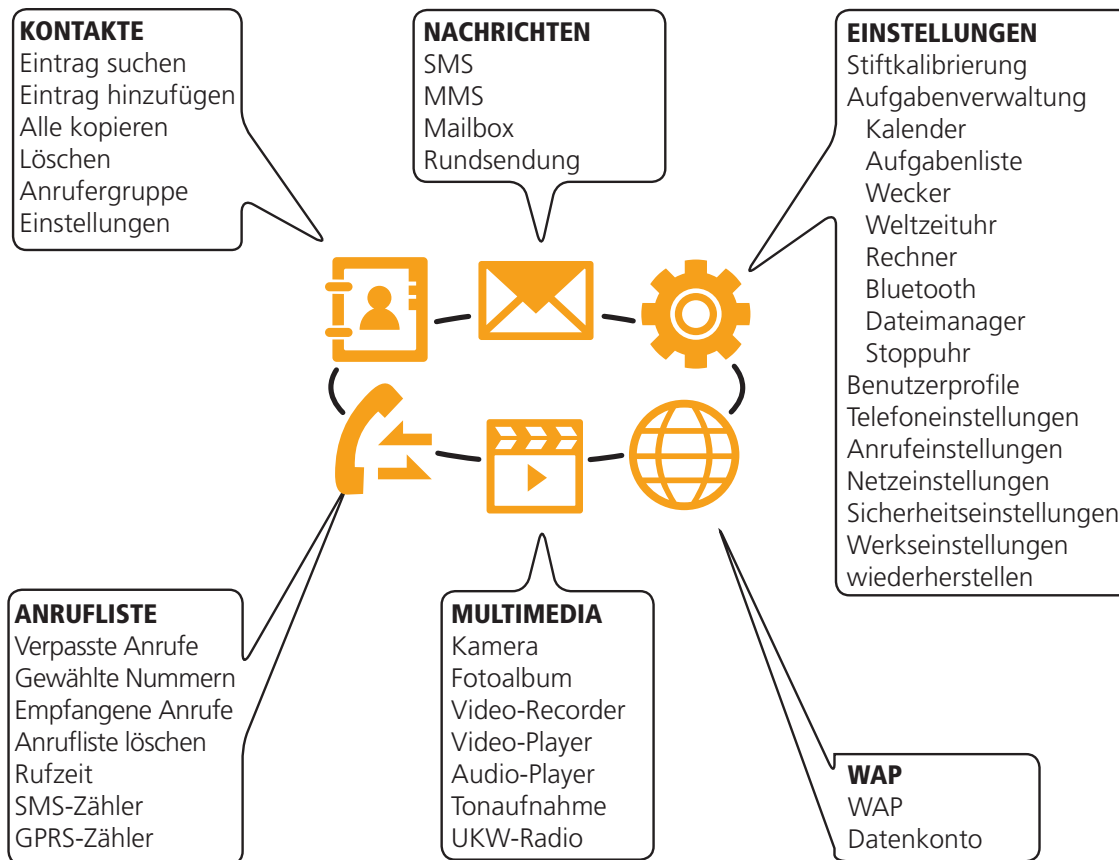 KONTAKTE
Eintrag suchen
Eintrag hinzufügen
Alle kopieren
Löschen
Anrufergruppe
Einstellungen
NACHRICHTEN
SMS
MMS
Mailbox
Rundsendung
EINSTELLUNGEN
Stiftkalibrierung
Aufgabenverwaltung
Kalender
Aufgabenliste
Wecker
Weltzeituhr
Rechner
Bluetooth
Dateimanager
Stoppuhr
Benutzerprofile
Telefoneinstellungen
Anrufeinstellungen
Netzeinstellungen
Sicherheitseinstellungen
Werkseinstellungen
wiederherstellen
ANRUFLISTE
Verpasste Anrufe
Gewählte Nummern
Empfangene Anrufe
Anrufliste löschen
Rufzeit
SMS-Zähler
GPRS-Zähler
MULTIMEDIA
Kamera
Fotoalbum
Video-Recorder
Video-Player
Audio-Player
Tonaufnahme
UKW-Radio
WAP
WAP
Datenkonto